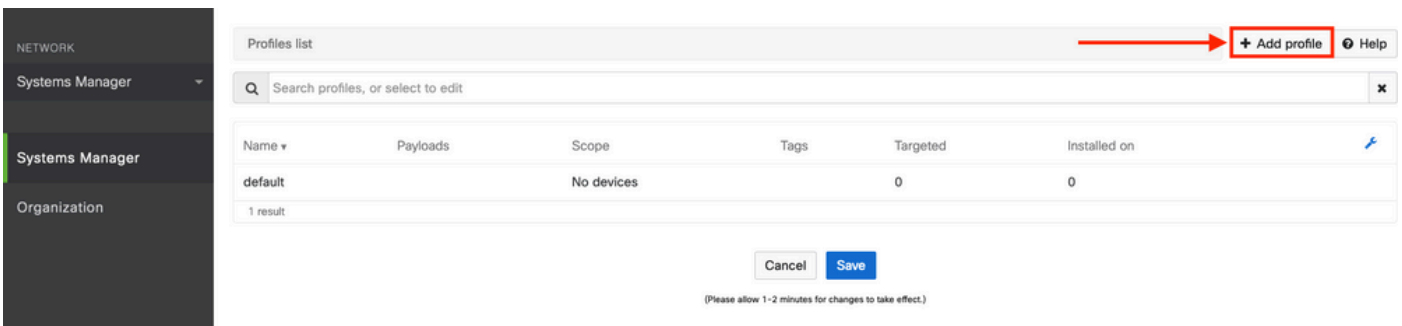 NETWORK
Systems Manager
Systems Manager
Organization
Profiles list
+ Add profile
Help
Search profiles, or select to edit
Name Payloads Scope Tags Targeted Installed on
default No devices 0 0
1 result
Cancel Save
(Please allow 1-2 minutes for changes to take effect.)